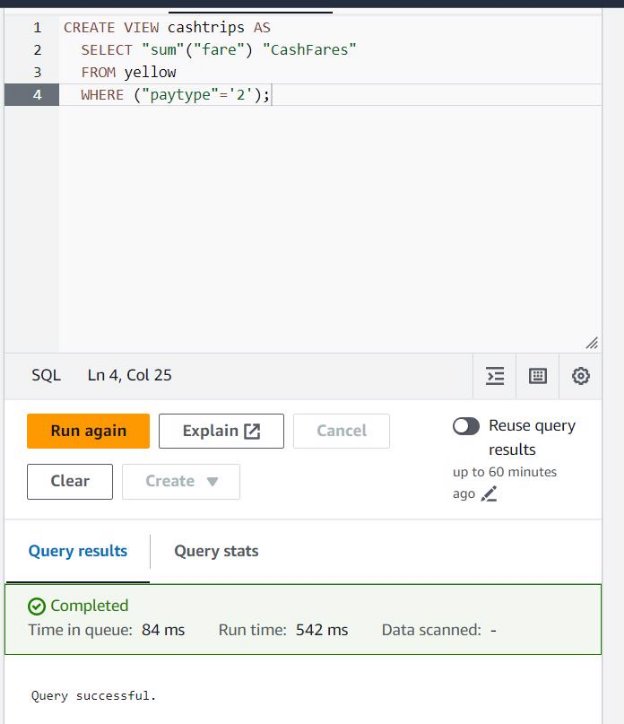 1 CREATE VIEW cashtrips AS
2 SELECT "sum"("fare") "CashFares"
3 FROM yellow
4 WHERE ("paytype"='2');
SQL Ln 4, Col 25
Run again Explain Cancel
Reuse query
results
up to 60 minutes
ago
Clear Create
Query results Query stats
Completed
Time in queue: 84 ms Run time: 542 ms Data scanned: -
Query successful.